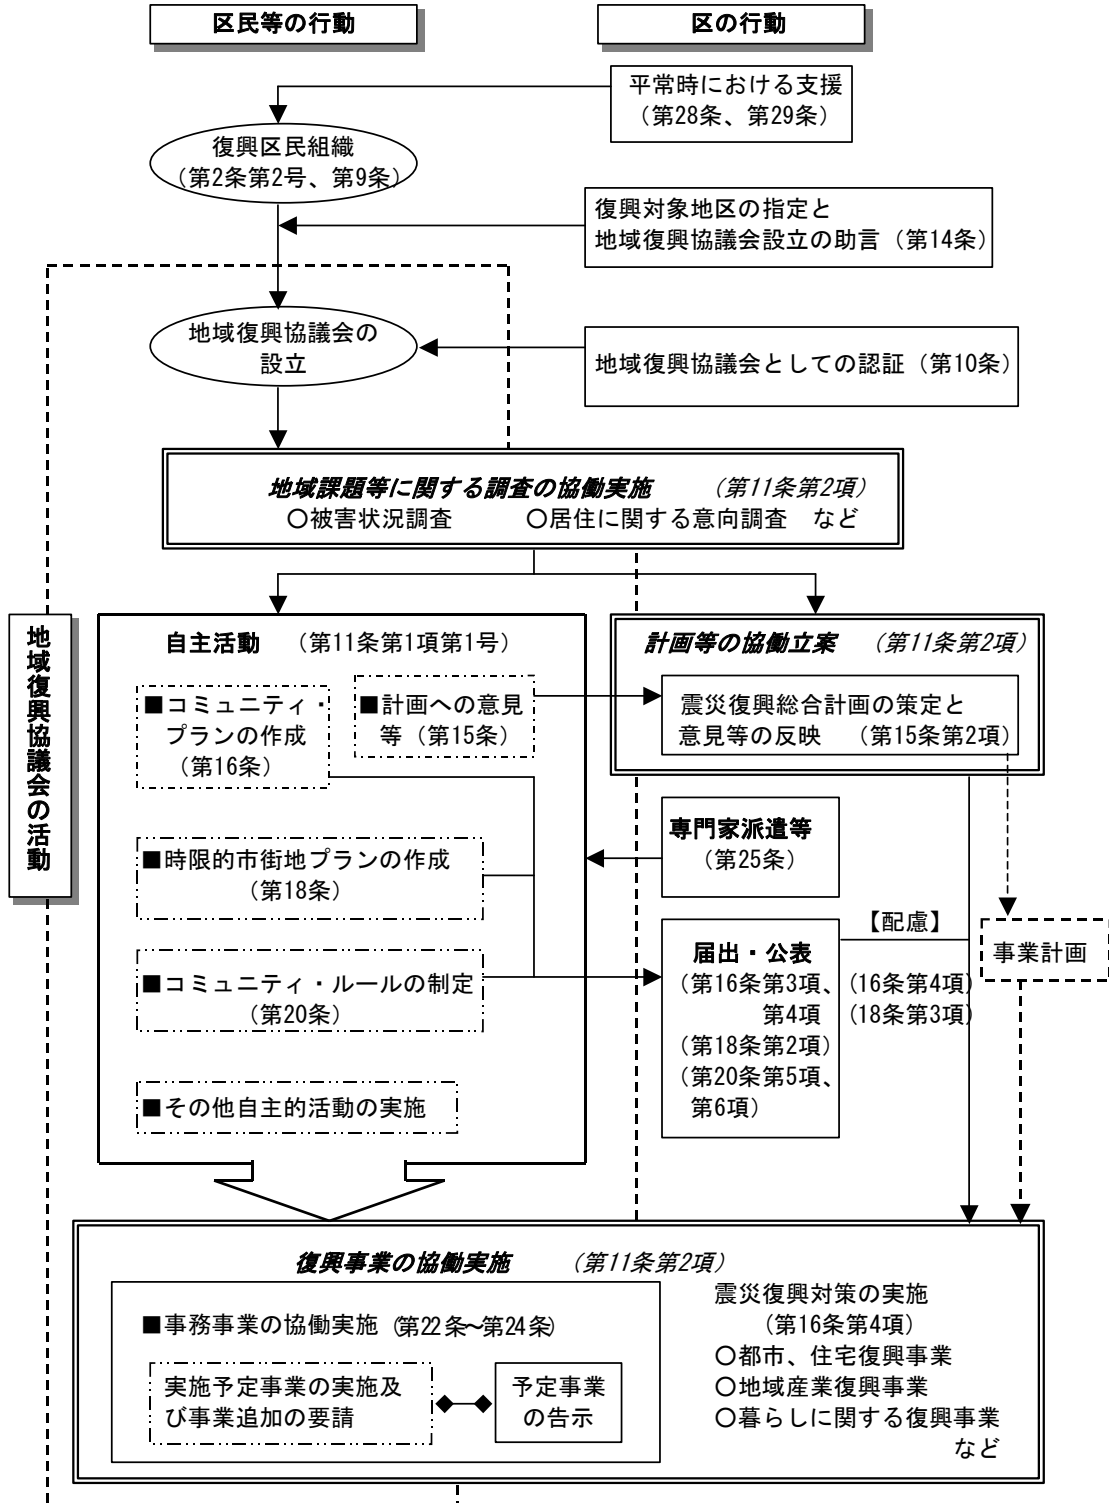 区民等の行動
区の行動
平常時における支援
（第28条、第29条）
復興区民組織
（第2条第2号、第9条）
復興対象地区の指定と
地域復興協議会設立の助言（第14条）
地域復興協議会の
設立
地域復興協議会としての認証（第10条）
地域課題等に関する調査の協働実施　（第11条第2項）
○被害状況調査　○居住に関する意向調査　など
地域復興協議会の活動
自主活動　（第11条第1項第1号）
■コミュニティ・
プランの作成
（第16条）
■計画への意見
等（第15条）
計画等の協働立案　（第11条第2項）
震災復興総合計画の策定と
意見等の反映　（第15条第2項）
専門家派遣等
（第25条）
■時限的市街地プランの作成
（第18条）
届出・公表
（第16条第3項、
第4項
（第18条第2項）
（第20条第5項、
第6項）
【配慮】
（16条第4項）
（18条第3項）
事業計画
■コミュニティ・ルールの制定
（第20条）
■その他自主的活動の実施
復興事業の協働実施　（第11条第2項）
■事務事業の協働実施（第22条～第24条）
実施予定事業の実施及
び事業追加の要請
予定事業
の告示
震災復興対策の実施
（第16条第4項）
○都市、住宅復興事業
○地域産業復興事業
○暮らしに関する復興事業
など